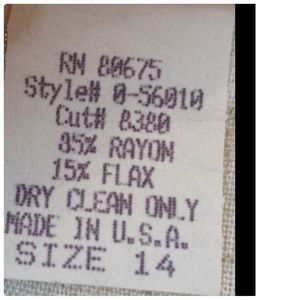 RN 80675
Style# 0-56010
Cut# 8380
85% RAYON
15% FLAX
DRY CLEAN ONLY
MADE IN U.S.A.
SIZE 14